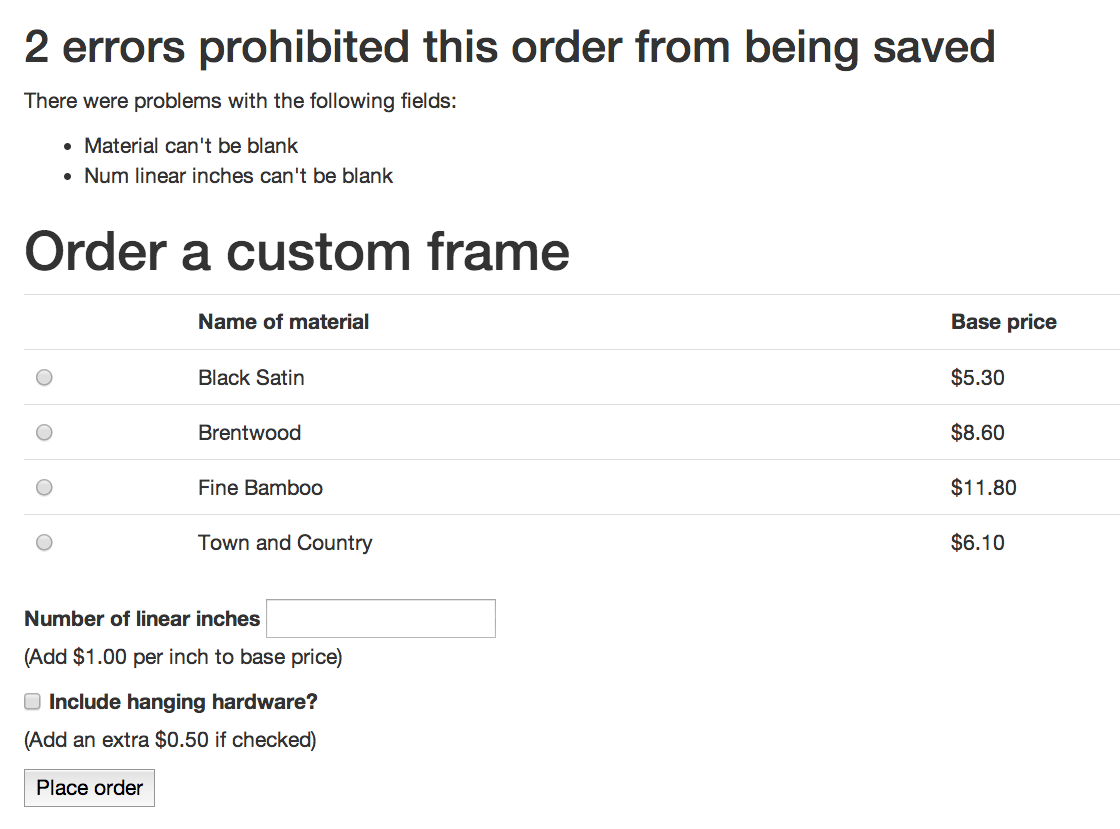 2 errors prohibited this order from being saved
There were problems with the following fields:
Material can't be blank
Num linear inches can't be blank
Order a custom frame
Name of material Base price
Black Satin $5.30
Brentwood $8.60
Fine Bamboo $11.80
Town and Country $6.10
Number of linear inches
(Add $1.00 per inch to base price)
Include hanging hardware?
(Add an extra $0.50 if checked)
Place order